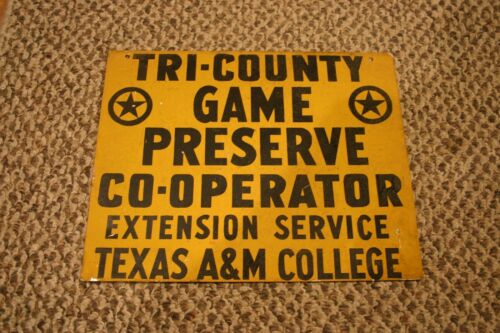 TRI-COUNTY
GAME
PRESERVE
CO-OPERATOR
EXTENSION SERVICE
TEXAS A&M COLLEGE